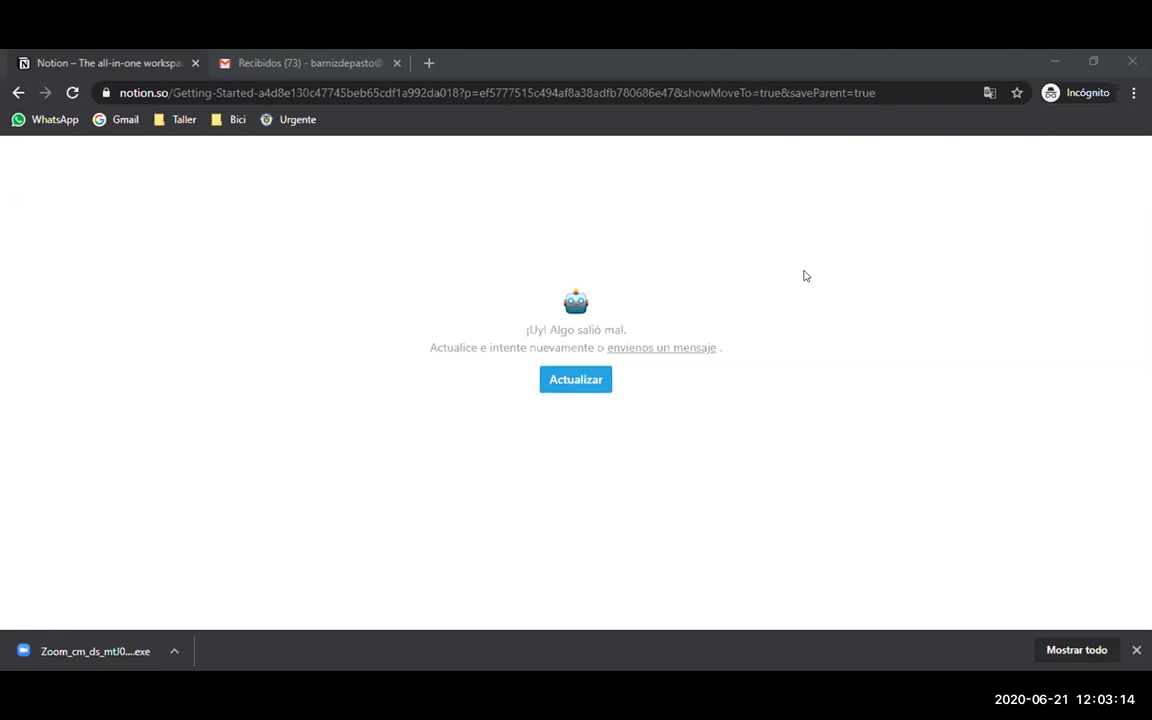 Notion – The all-in-one workspa
Recibidos (73) - barnizdepasto@
notion.so/Getting-Started-a4d8e130c47745beb65cdf1a992da018?p=ef5777515c494af8a38adfb780686e47&showMoveTo=true&saveParent=true
Incógnito
WhatsApp
Gmail
Taller
Bici
Urgente
¡Uy! Algo salió mal.
Actualice e intente nuevamente o envíenos un mensaje .
Actualizar
Zoom_cm_ds_mtJ0....exe
Mostrar todo
2020-06-21 12:03:14